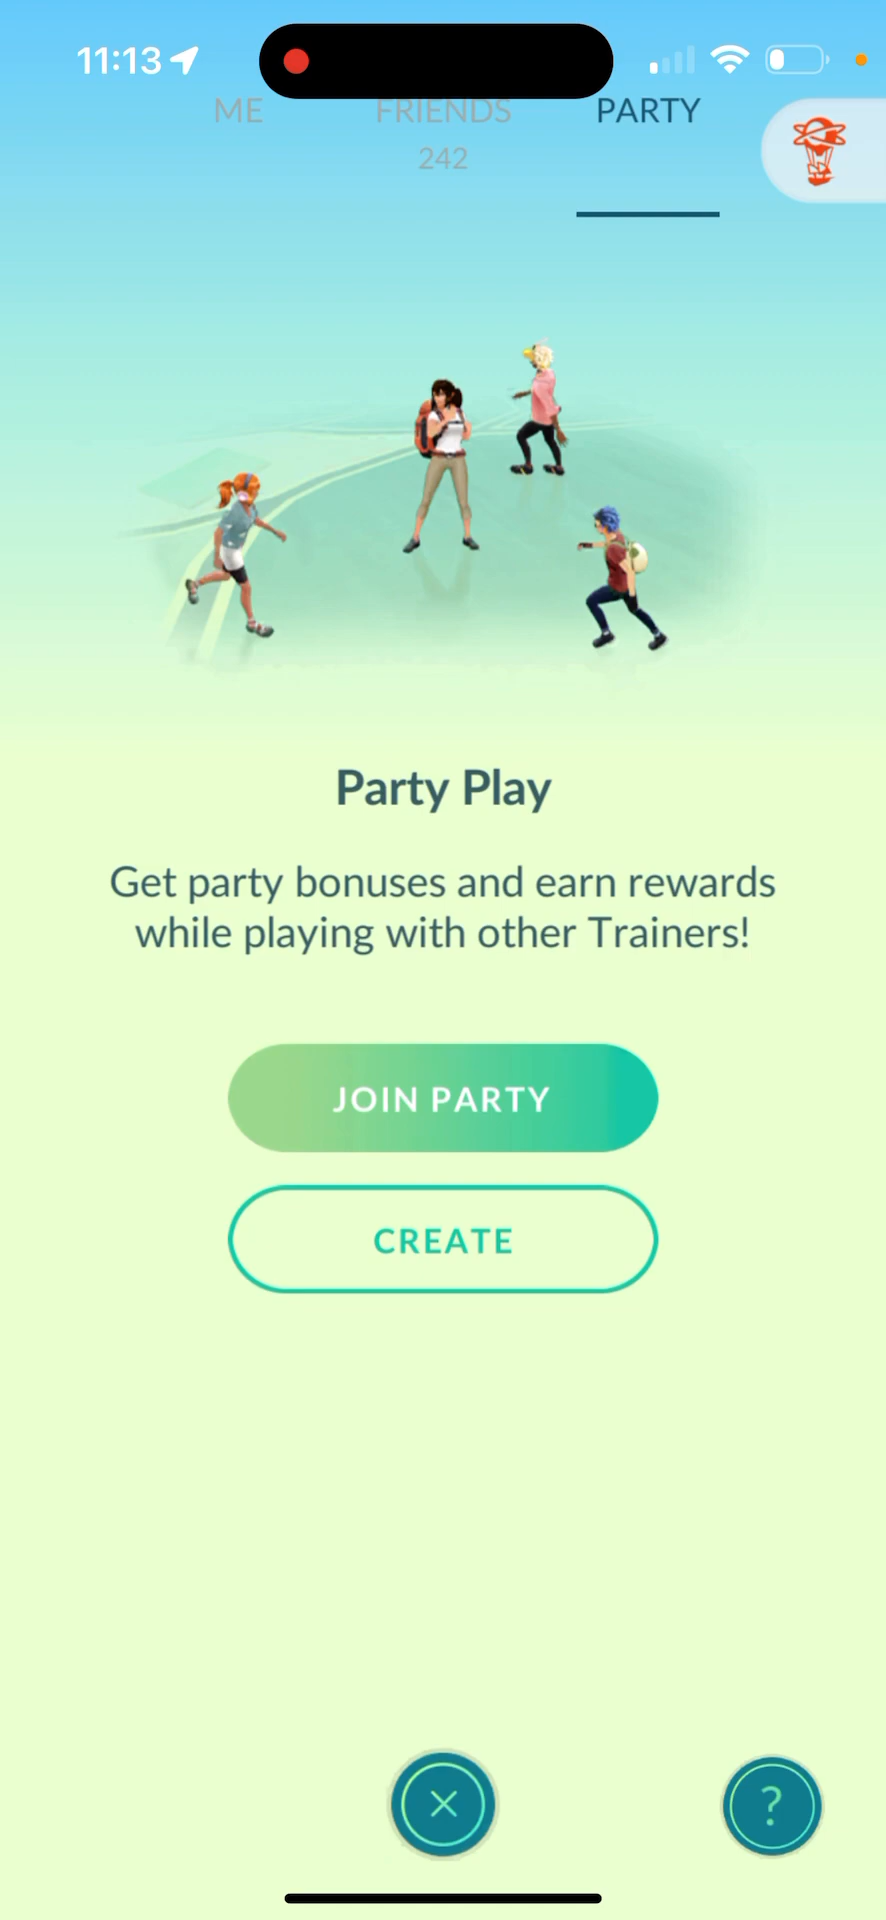 11:13
ME FRIENDS PARTY
242
Party Play
Get party bonuses and earn rewards
while playing with other Trainers!
JOIN PARTY
CREATE
?